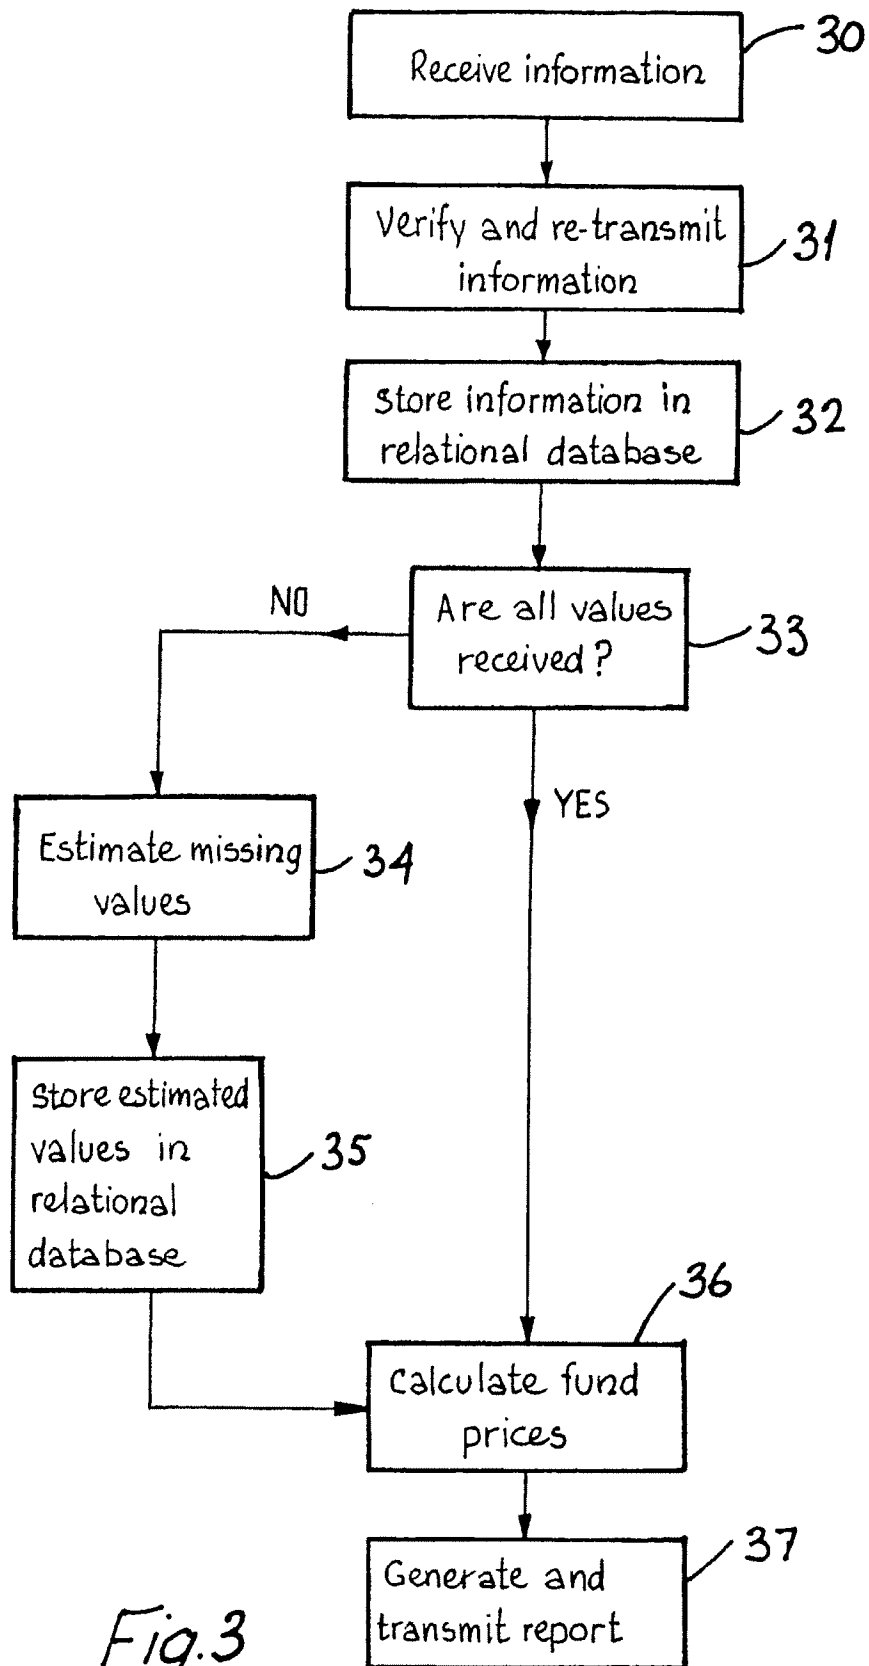 Receive information
30
Verify and re-transmit
information
31
Store information in
relational database
32
Are all values
received?
33
NO
YES
Estimate missing
values
34
Store estimated
values in
relational
database
35
36
Calculate fund
prices
37
Generate and
transmit report
Fig.3